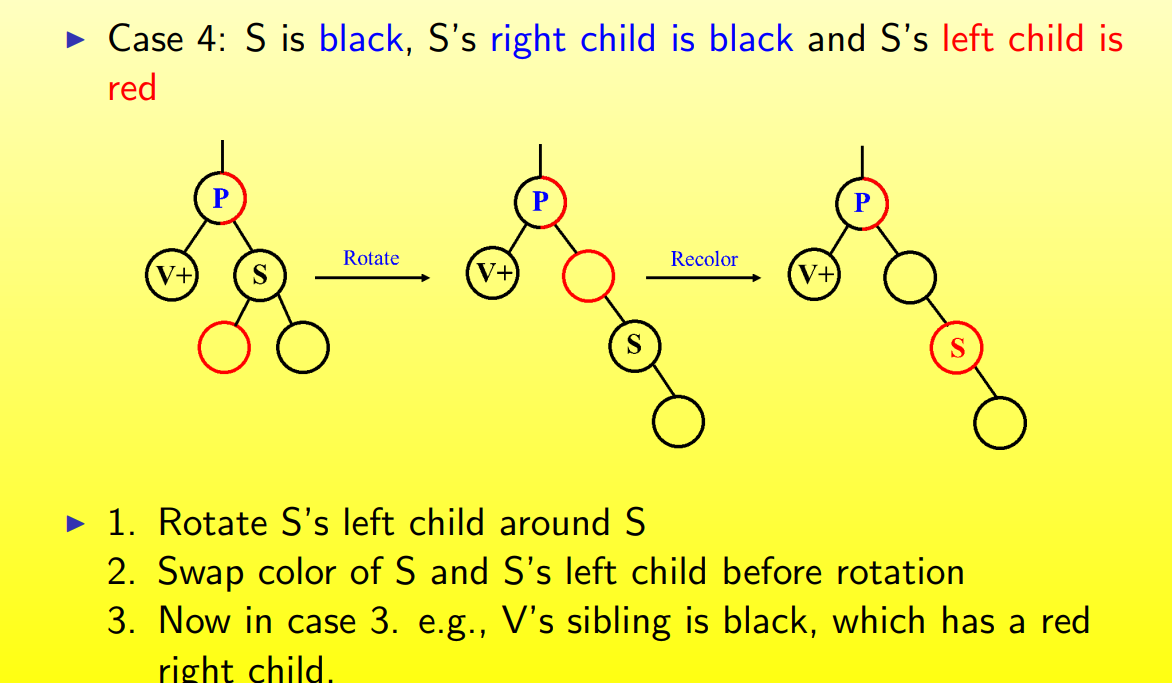 ▶ Case 4: S is black, S's right child is black and S's left child is
red
P P P
V+ S Rotate V+ Recolor V+
S S
▶ 1. Rotate S's left child around S
2. Swap color of S and S's left child before rotation
3. Now in case 3. e.g., V's sibling is black, which has a red
right child.